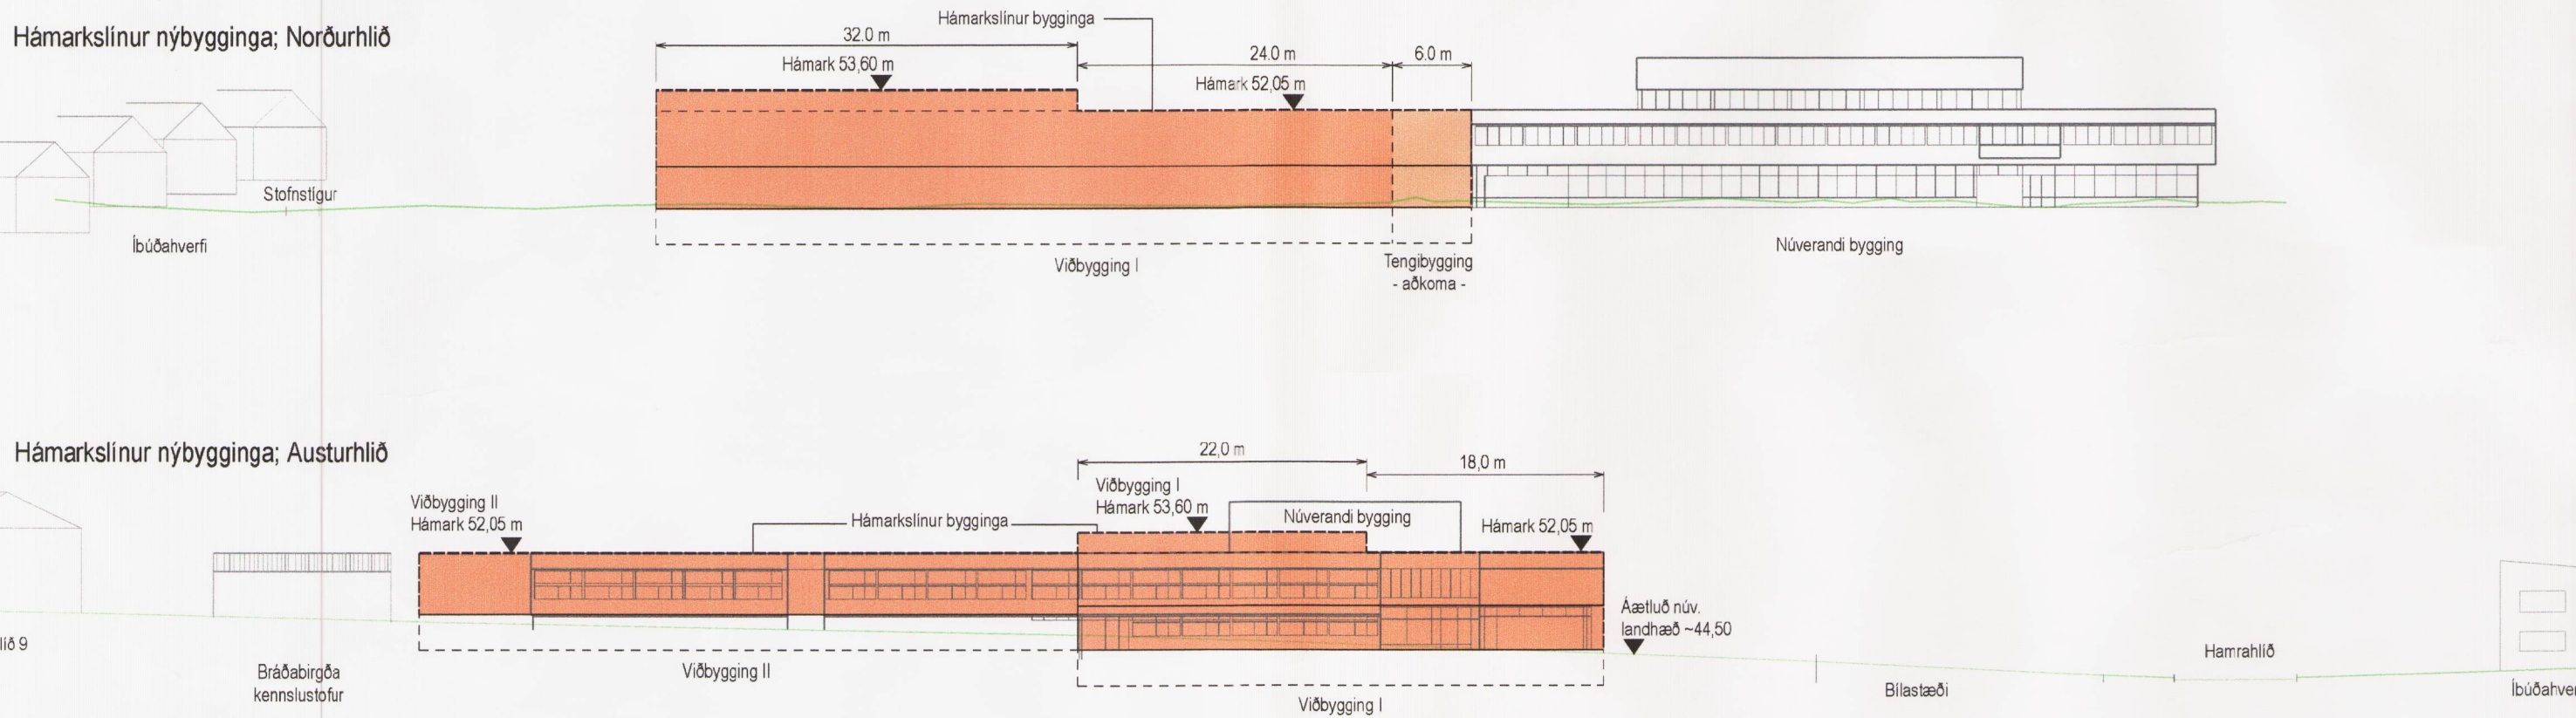 Hámarkslínur nýbygginga; Norðurhlið
Hámarkslínur bygginga
32.0 m
24.0 m
6.0 m
Hámark 53,60 m
Hámark 52,05 m
Stofnstígur
Íbúðahverfi
Viðbygging I
Tengibygging
- aðkoma -
Núverandi bygging
Hámarkslínur nýbygginga; Austurhlið
22,0 m
18,0 m
Viðbygging II
Hámark 52,05 m
Hámarkslínur bygginga
Viðbygging I
Hámark 53,60 m
Núverandi bygging
Hámark 52,05 m
Áætluð núv.
landhæð ~44,50
líð 9
Bráðabirgða
kennslustofur
Viðbygging II
Viðbygging I
Bílastæði
Hamrahlíð
Íbúðahver